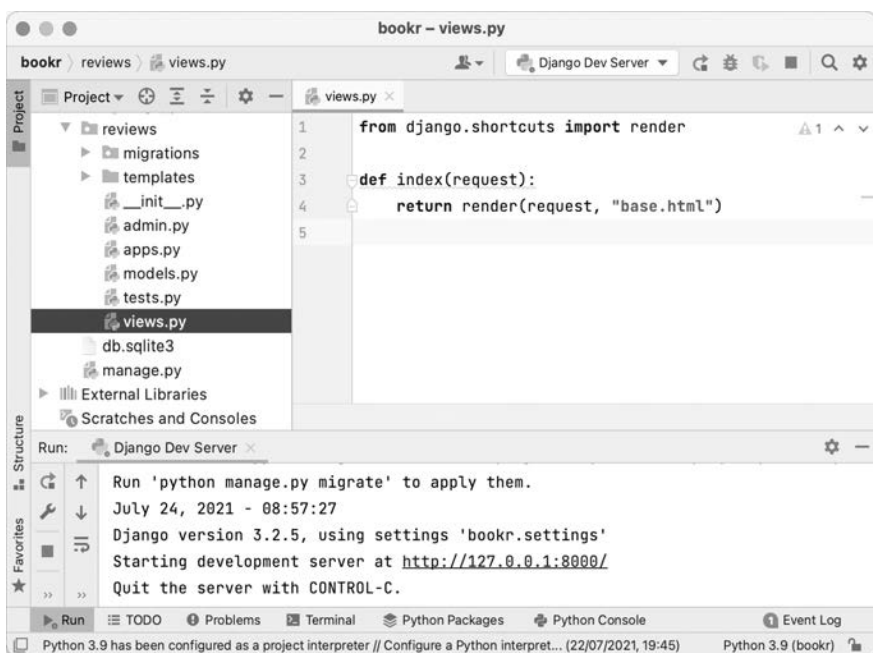 bookr – views.py
bookr reviews views.py
Django Dev Server
Project
Project
views.py
reviews
migrations
templates
__init__.py
admin.py
apps.py
models.py
tests.py
views.py
db.sqlite3
manage.py
External Libraries
Scratches and Consoles
1 from django.shortcuts import render
1
2
3 def index(request):
4 return render(request, "base.html")
5
Structure
Favorites
Run: Django Dev Server
Run 'python manage.py migrate' to apply them.
July 24, 2021 - 08:57:27
Django version 3.2.5, using settings 'bookr.settings'
Starting development server at http://127.0.0.1:8000/
Quit the server with CONTROL-C.
Run TODO Problems Terminal Python Packages Python Console 1 Event Log
Python 3.9 has been configured as a project interpreter // Configure a Python interpret... (22/07/2021, 19:45) Python 3.9 (bookr)